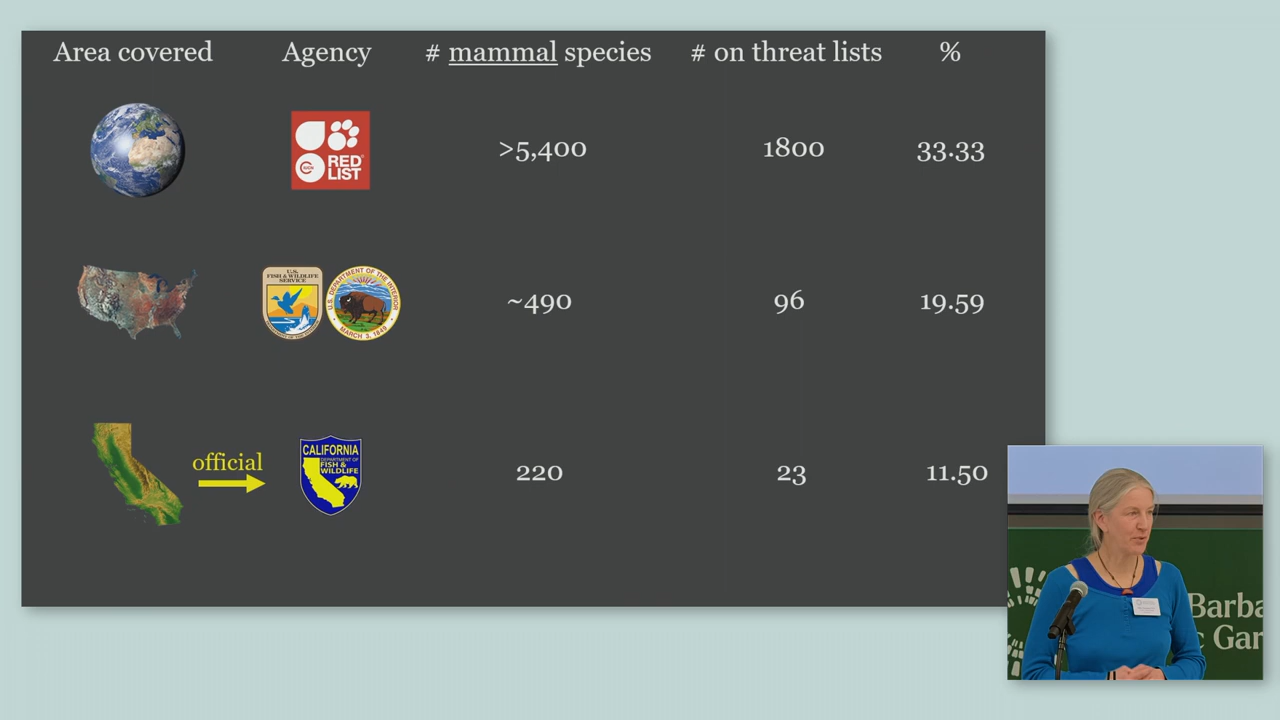 Area covered Agency # mammal species # on threat lists %
RED
LIST
>5,400 1800 33.33
U.S.
FISH & WILDLIFE
SERVICE
U.S. DEPARTMENT OF THE INTERIOR
MARCH 3, 1849
~490 96 19.59
official
CALIFORNIA
DEPARTMENT OF
FISH &
WILDLIFE
220 23 11.50
Barba
c Gar